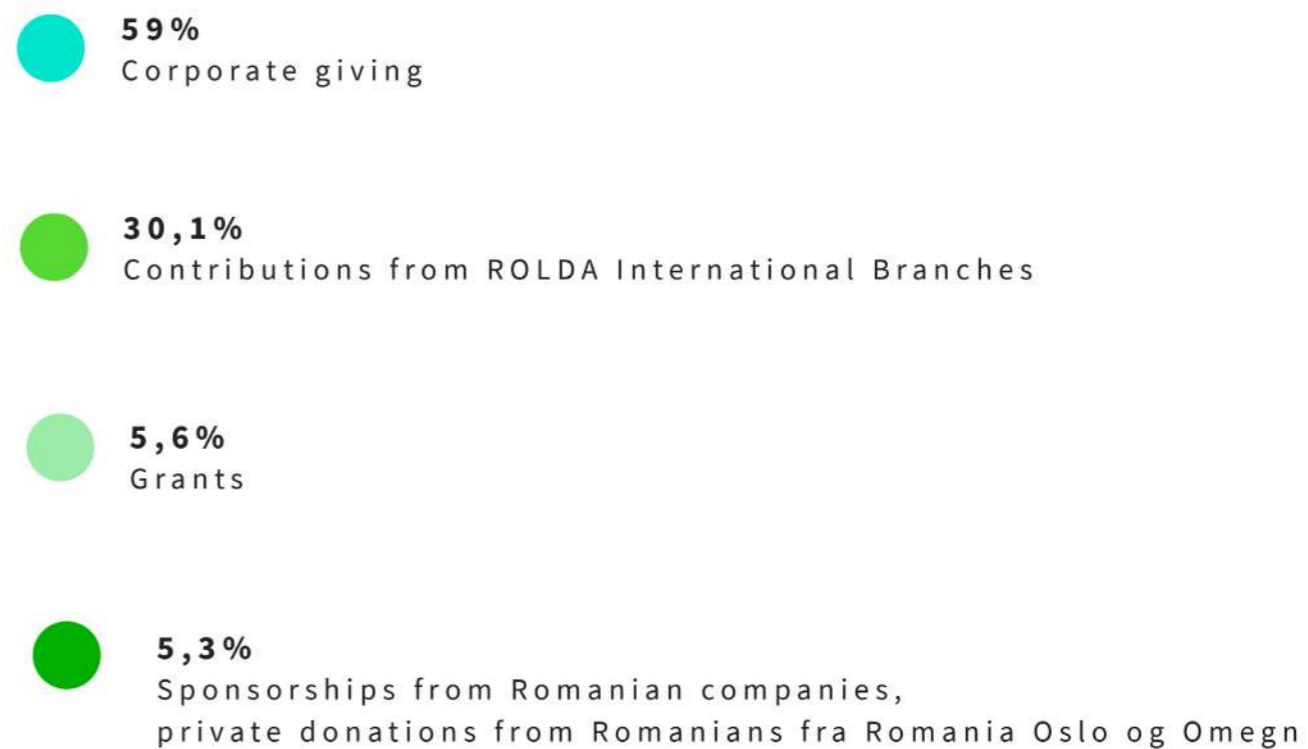 59%
Corporate giving
30,1%
Contributions from ROLDA International Branches
5,6%
Grants
5,3%
Sponsorships from Romanian companies,
private donations from Romanians fra Romania Oslo og Omegn